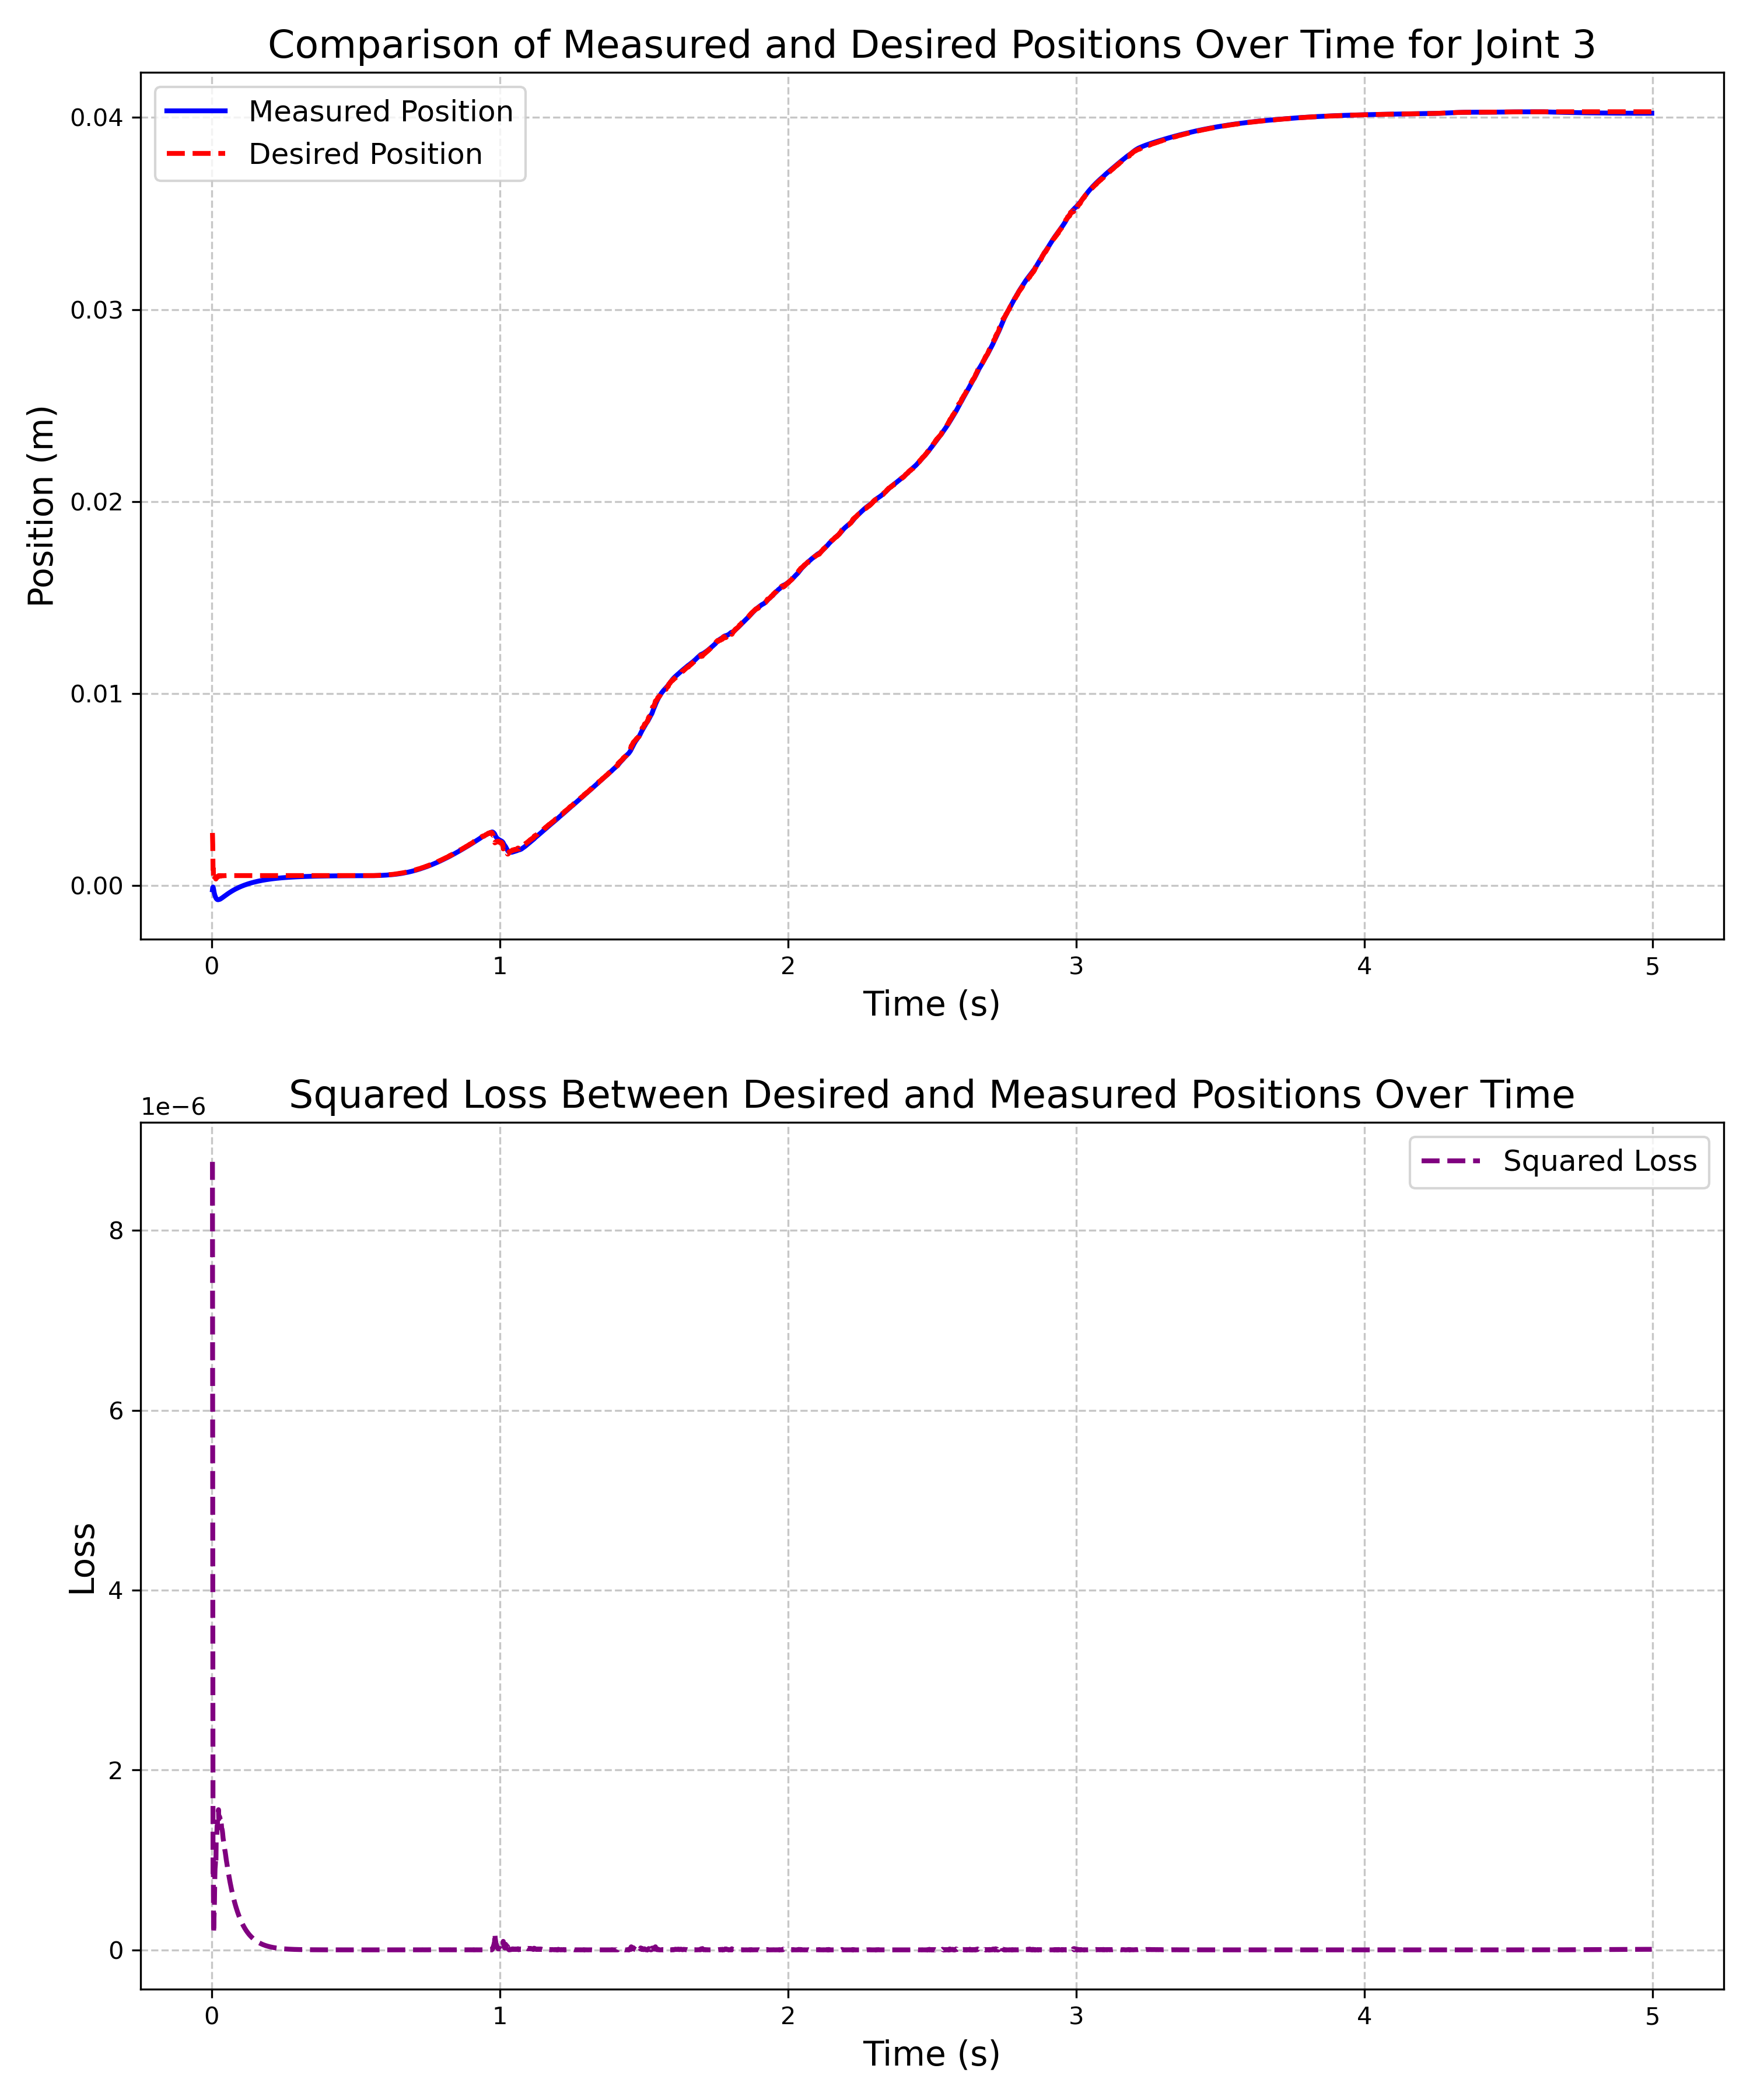 Comparison of Measured and Desired Positions Over Time for Joint 3
Measured Position
Desired Position
0.04
0.03
0.02
0.01
0.00
Position (m)
0 1 2 3 4 5
Time (s)
Squared Loss Between Desired and Measured Positions Over Time
1e−6
Squared Loss
8
6
4
2
0
Loss
0 1 2 3 4 5
Time (s)